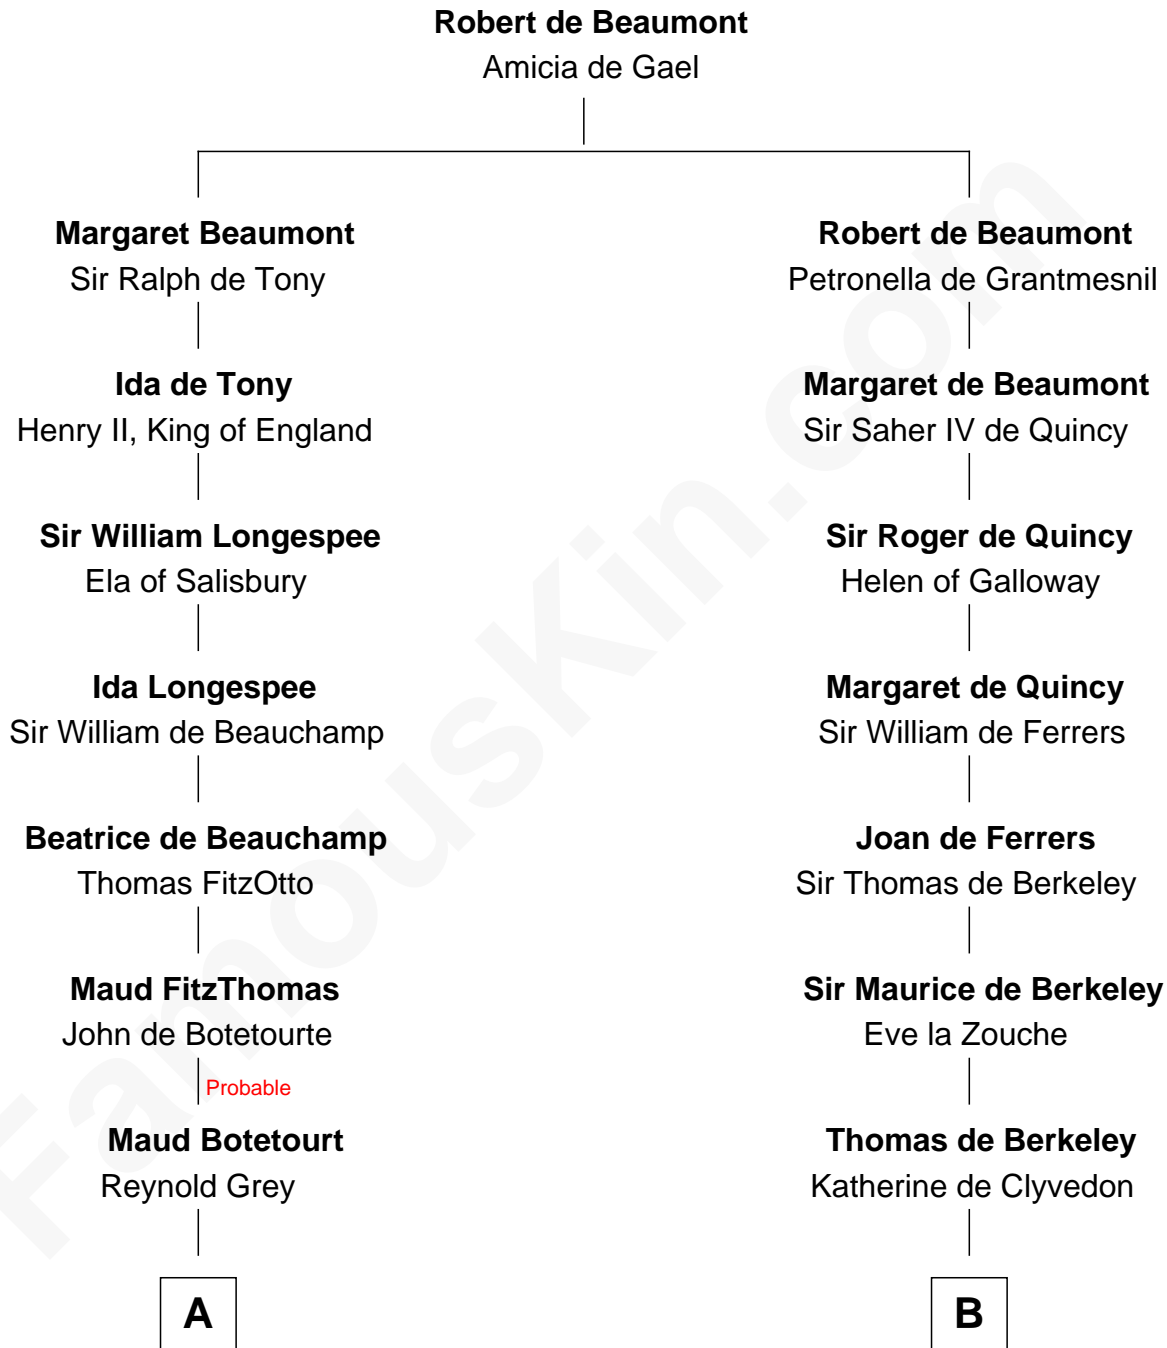 Robert de Beaumont
Amicia de Gael
Margaret Beaumont
Sir Ralph de Tony
Robert de Beaumont
Petronella de Grantmesnil
Ida de Tony
Henry II, King of England
Margaret de Beaumont
Sir Saher IV de Quincy
Sir William Longespee
Ela of Salisbury
Sir Roger de Quincy
Helen of Galloway
Ida Longespee
Sir William de Beauchamp
Margaret de Quincy
Sir William de Ferrers
Beatrice de Beauchamp
Thomas FitzOtto
Joan de Ferrers
Sir Thomas de Berkeley
Maud FitzThomas
John de Botetourte
Sir Maurice de Berkeley
Eve la Zouche
Probable
Maud Botetourt
Reynold Grey
Thomas de Berkeley
Katherine de Clyvedon
A
B
FamousKin.com